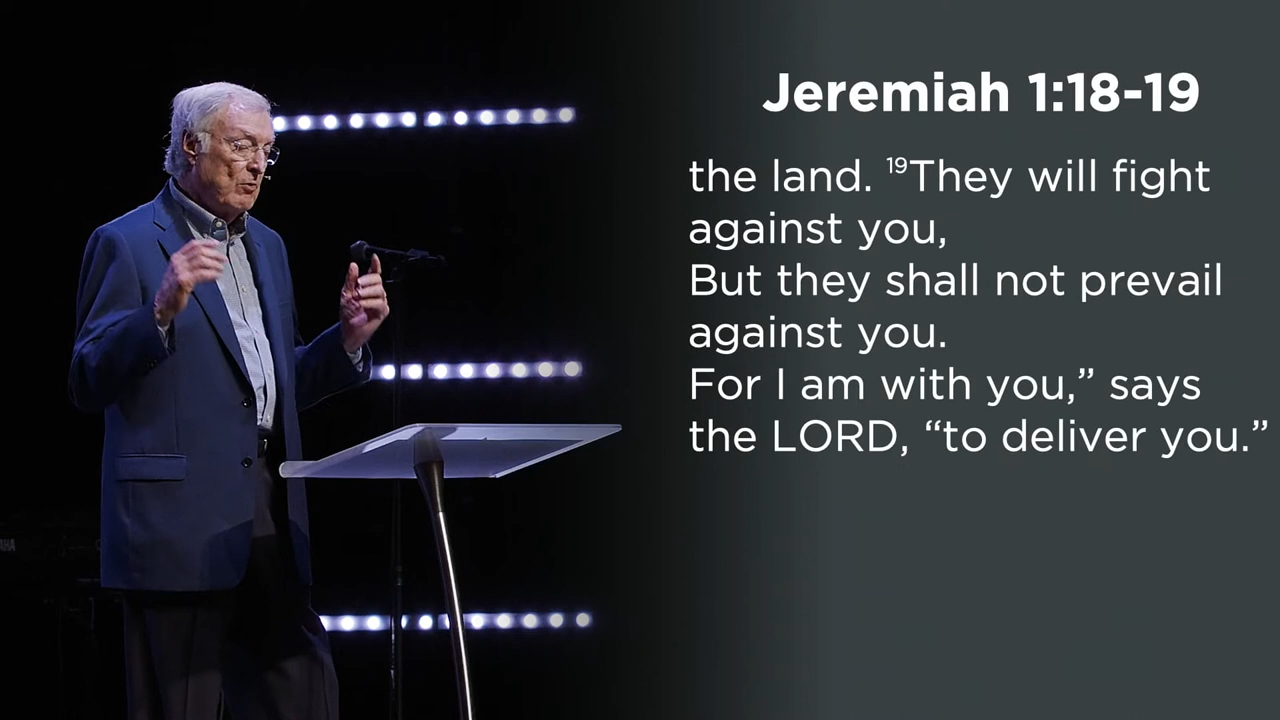 Jeremiah 1:18-19
the land. ¹⁹They will fight
against you,
But they shall not prevail
against you.
For I am with you,” says
the LORD, “to deliver you.”